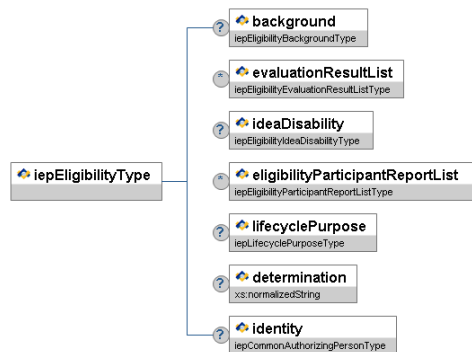 ? background
iepEligibilityBackgroundType
* evaluationResultList
iepEligibilityEvaluationResultListType
? ideaDisability
iepEligibilityIdeaDisabilityType
iepEligibilityType
* eligibilityParticipantReportList
iepEligibilityParticipantReportListType
? lifecyclePurpose
iepLifecyclePurposeType
? determination
xs:normalizedString
? identity
iepCommonAuthorizingPersonType